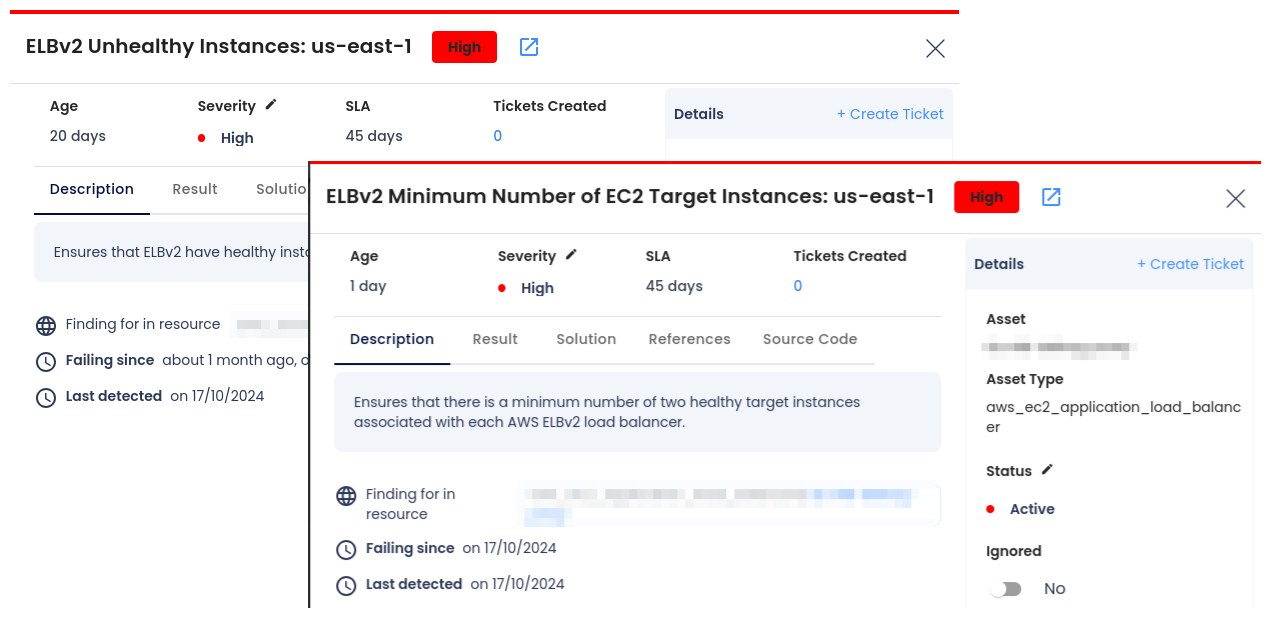 ELBv2 Unhealthy Instances: us-east-1 High
Age Severity SLA Tickets Created
20 days High 45 days 0
Details + Create Ticket
Description Result
Ensures that ELBv2 have healthy
Finding for in resource
Failing since about 1 month ago,
Last detected on 17/10/2024
ELBv2 Minimum Number of EC2 Target Instances: us-east-1 High
Age Severity SLA Tickets Created
1 day High 45 days 0
Description Result Solution References Source Code
Ensures that there is a minimum number of two healthy target instances
associated with each AWS ELBv2 load balancer.
Finding for in
resource
Failing since on 17/10/2024
Last detected on 17/10/2024
Details + Create Ticket
Asset
Asset Type
aws_ec2_application_load_balanc
er
Status
Active
Ignored
No